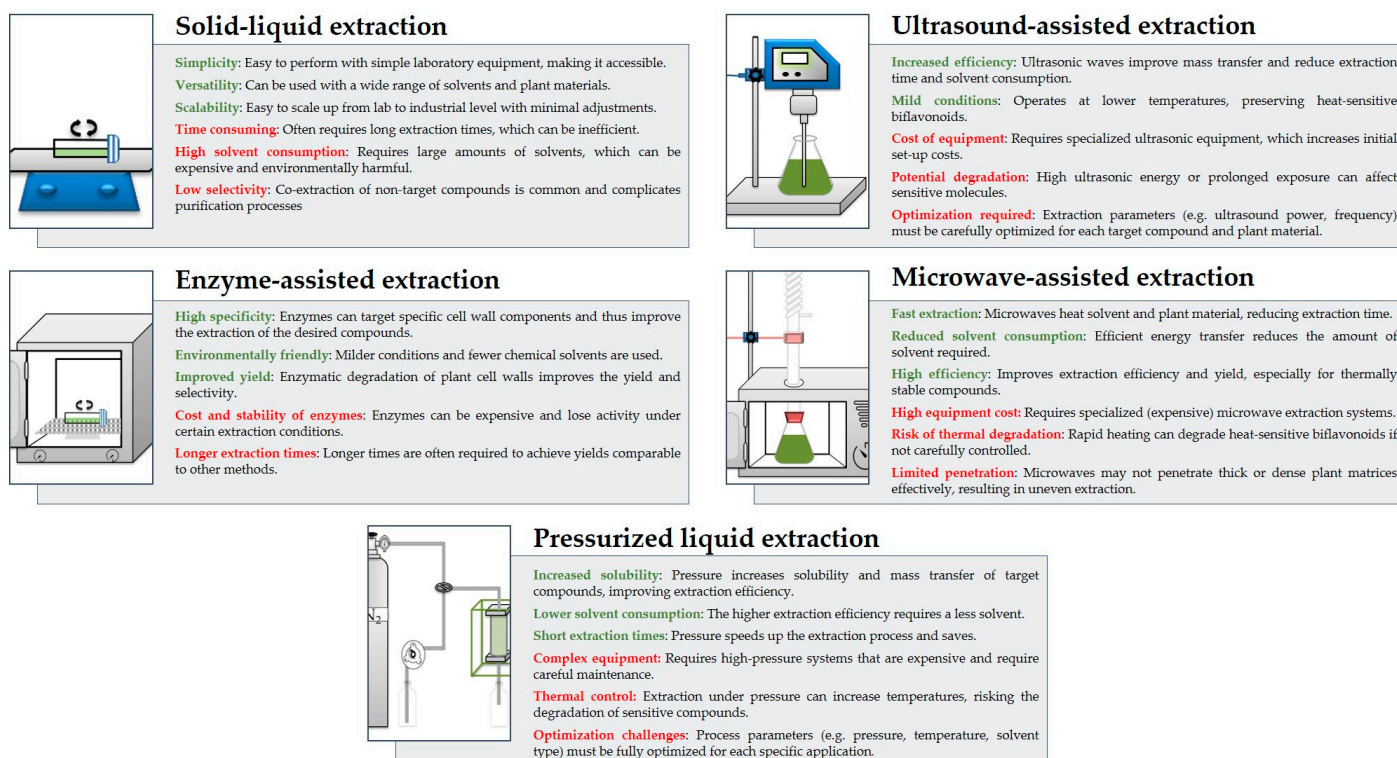 Solid-liquid extraction
Simplicity: Easy to perform with simple laboratory equipment, making it accessible.
Versatility: Can be used with a wide range of solvents and plant materials.
Scalability: Easy to scale up from lab to industrial level with minimal adjustments.
Time consuming: Often requires long extraction times, which can be inefficient.
High solvent consumption: Requires large amounts of solvents, which can be
expensive and environmentally harmful.
Low selectivity: Co-extraction of non-target compounds is common and complicates
purification processes
Ultrasound-assisted extraction
Increased efficiency: Ultrasonic waves improve mass transfer and reduce extraction
time and solvent consumption.
Mild conditions: Operates at lower temperatures, preserving heat-sensitive
biflavonoids.
Cost of equipment: Requires specialized ultrasonic equipment, which increases initial
set-up costs.
Potential degradation: High ultrasonic energy or prolonged exposure can affect
sensitive molecules.
Optimization required: Extraction parameters (e.g. ultrasound power, frequency)
must be carefully optimized for each target compound and plant material.
Enzyme-assisted extraction
High specificity: Enzymes can target specific cell wall components and thus improve
the extraction of the desired compounds.
Environmentally friendly: Milder conditions and fewer chemical solvents are used.
Improved yield: Enzymatic degradation of plant cell walls improves the yield and
selectivity.
Cost and stability of enzymes: Enzymes can be expensive and lose activity under
certain extraction conditions.
Longer extraction times: Longer times are often required to achieve yields comparable
to other methods.
Microwave-assisted extraction
Fast extraction: Microwaves heat solvent and plant material, reducing extraction time.
Reduced solvent consumption: Efficient energy transfer reduces the amount of
solvent required.
High efficiency: Improves extraction efficiency and yield, especially for thermally
stable compounds.
High equipment cost: Requires specialized (expensive) microwave extraction systems.
Risk of thermal degradation: Rapid heating can degrade heat-sensitive biflavonoids if
not carefully controlled.
Limited penetration: Microwaves may not penetrate thick or dense plant matrices
effectively, resulting in uneven extraction.
N2
Pressurized liquid extraction
Increased solubility: Pressure increases solubility and mass transfer of target
compounds, improving extraction efficiency.
Lower solvent consumption: The higher extraction efficiency requires a less solvent.
Short extraction times: Pressure speeds up the extraction process and saves.
Complex equipment: Requires high-pressure systems that are expensive and require
careful maintenance.
Thermal control: Extraction under pressure can increase temperatures, risking the
degradation of sensitive compounds.
Optimization challenges: Process parameters (e.g. pressure, temperature, solvent
type) must be fully optimized for each specific application.